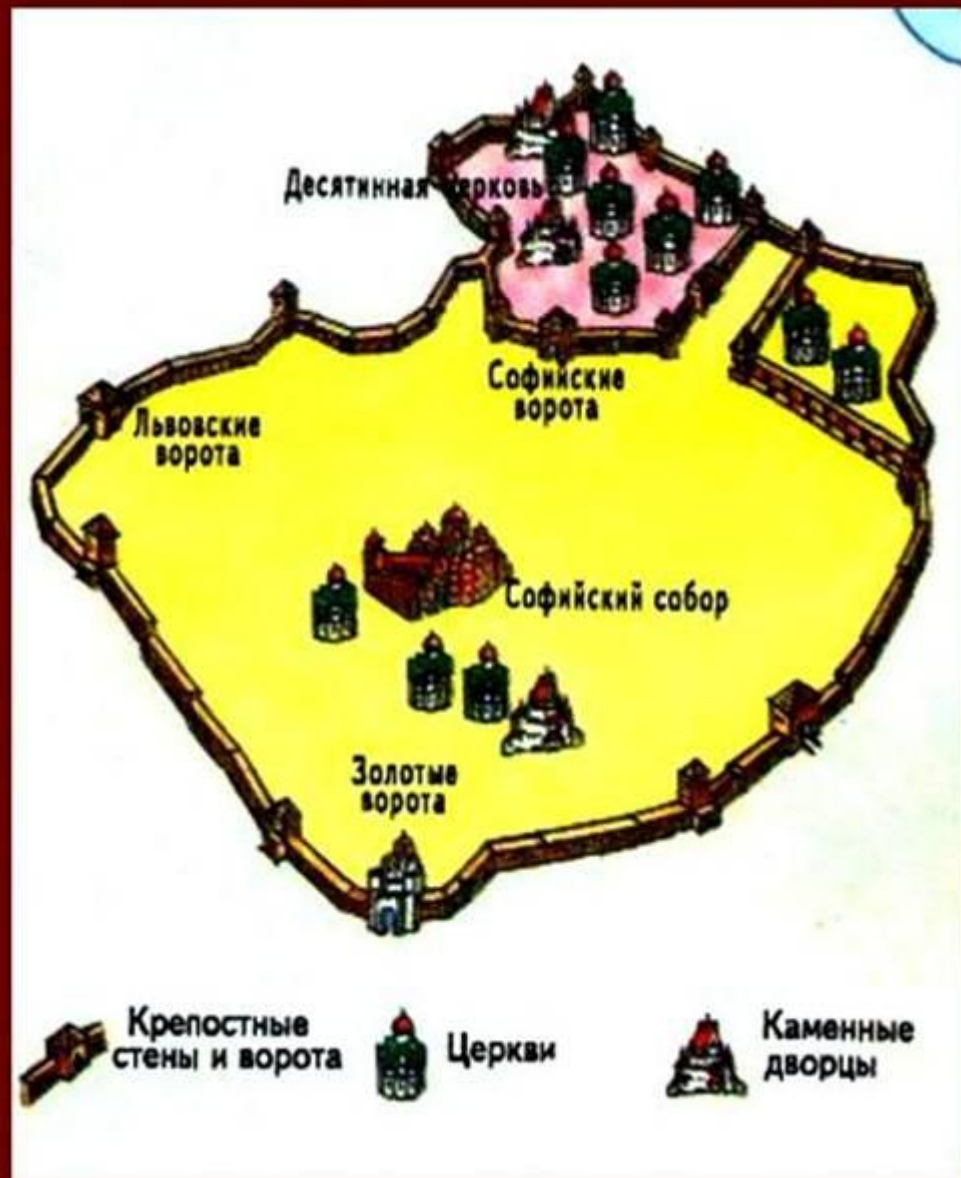 Десятинная церковь
Софийские
ворота
Львовские
ворота
Софийский собор
Золотые
ворота
Крепостные
стены и ворота
Церкви
Каменные
дворцы